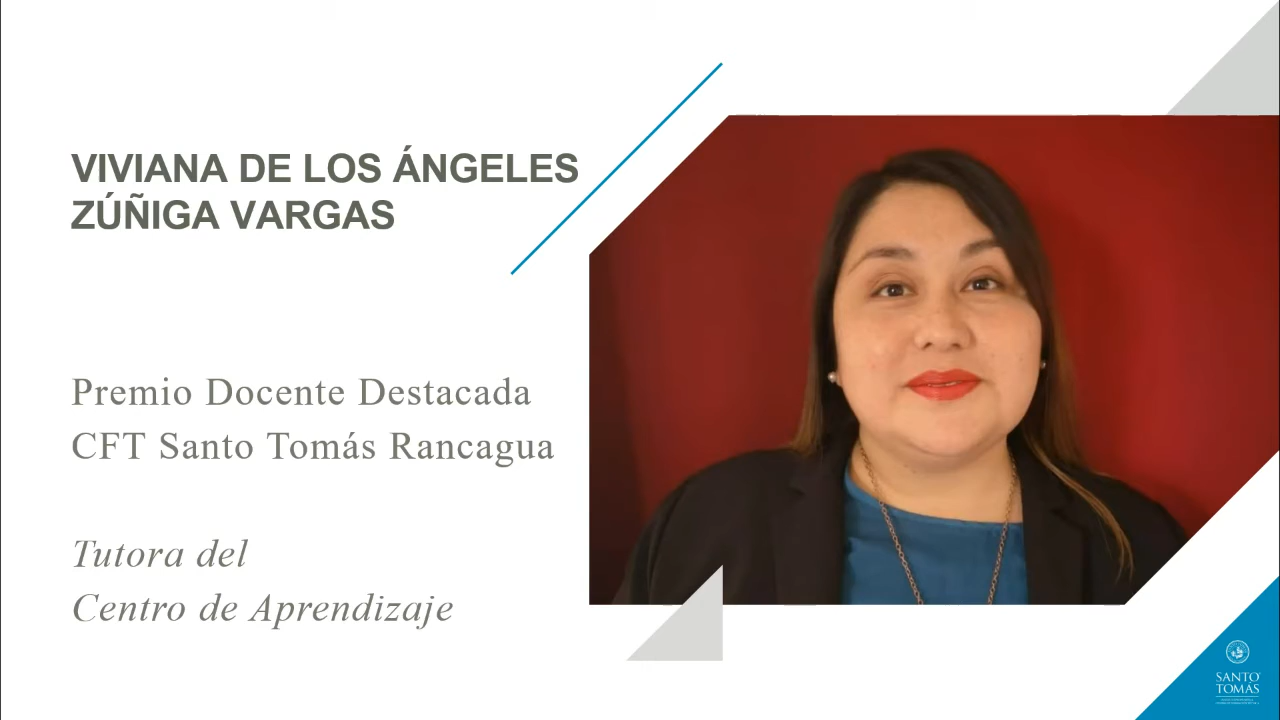 VIVIANA DE LOS ÁNGELES
ZÚÑIGA VARGAS
Premio Docente Destacada
CFT Santo Tomás Rancagua
Tutora del
Centro de Aprendizaje
SANTO
TOMÁS